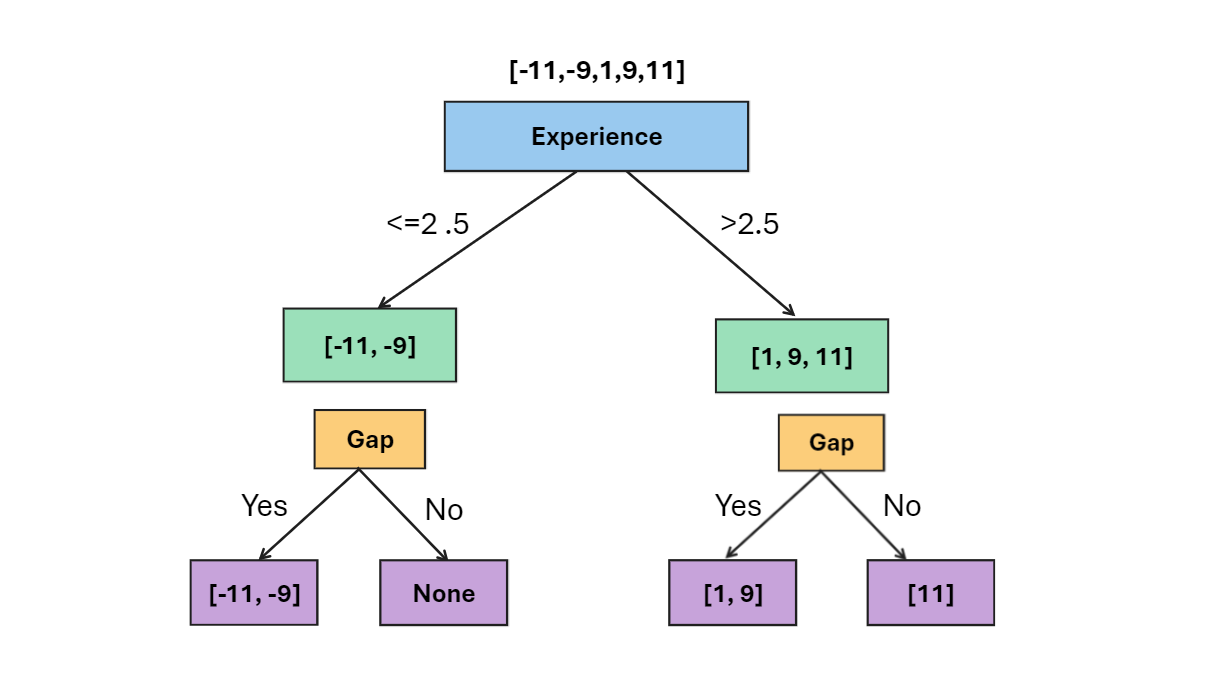 [-11,-9,1,9,11]
Experience
<=2 .5
>2.5
[-11, -9]
[1, 9, 11]
Gap
Gap
Yes
No
Yes
No
[-11, -9]
None
[1, 9]
[11]